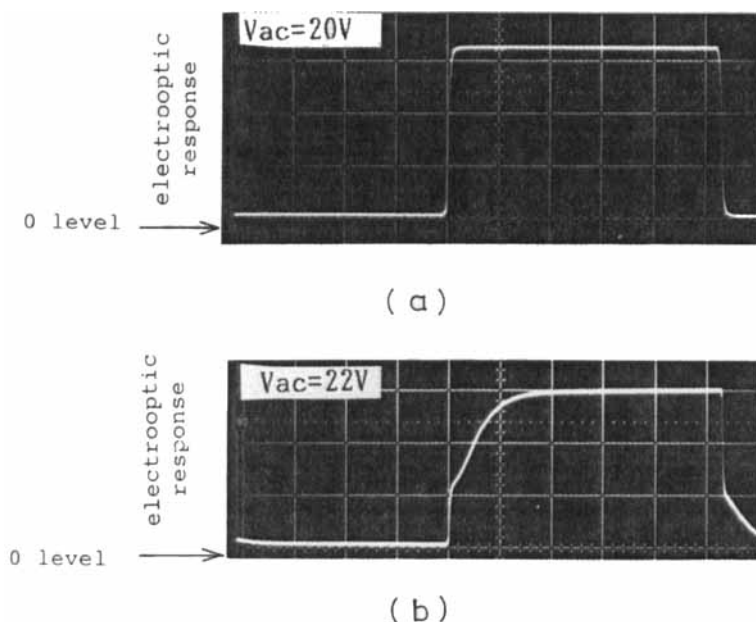 Vac=20V
electrooptic
response
0 level
(a)
Vac=22V
electrooptic
response
0 level
(b)